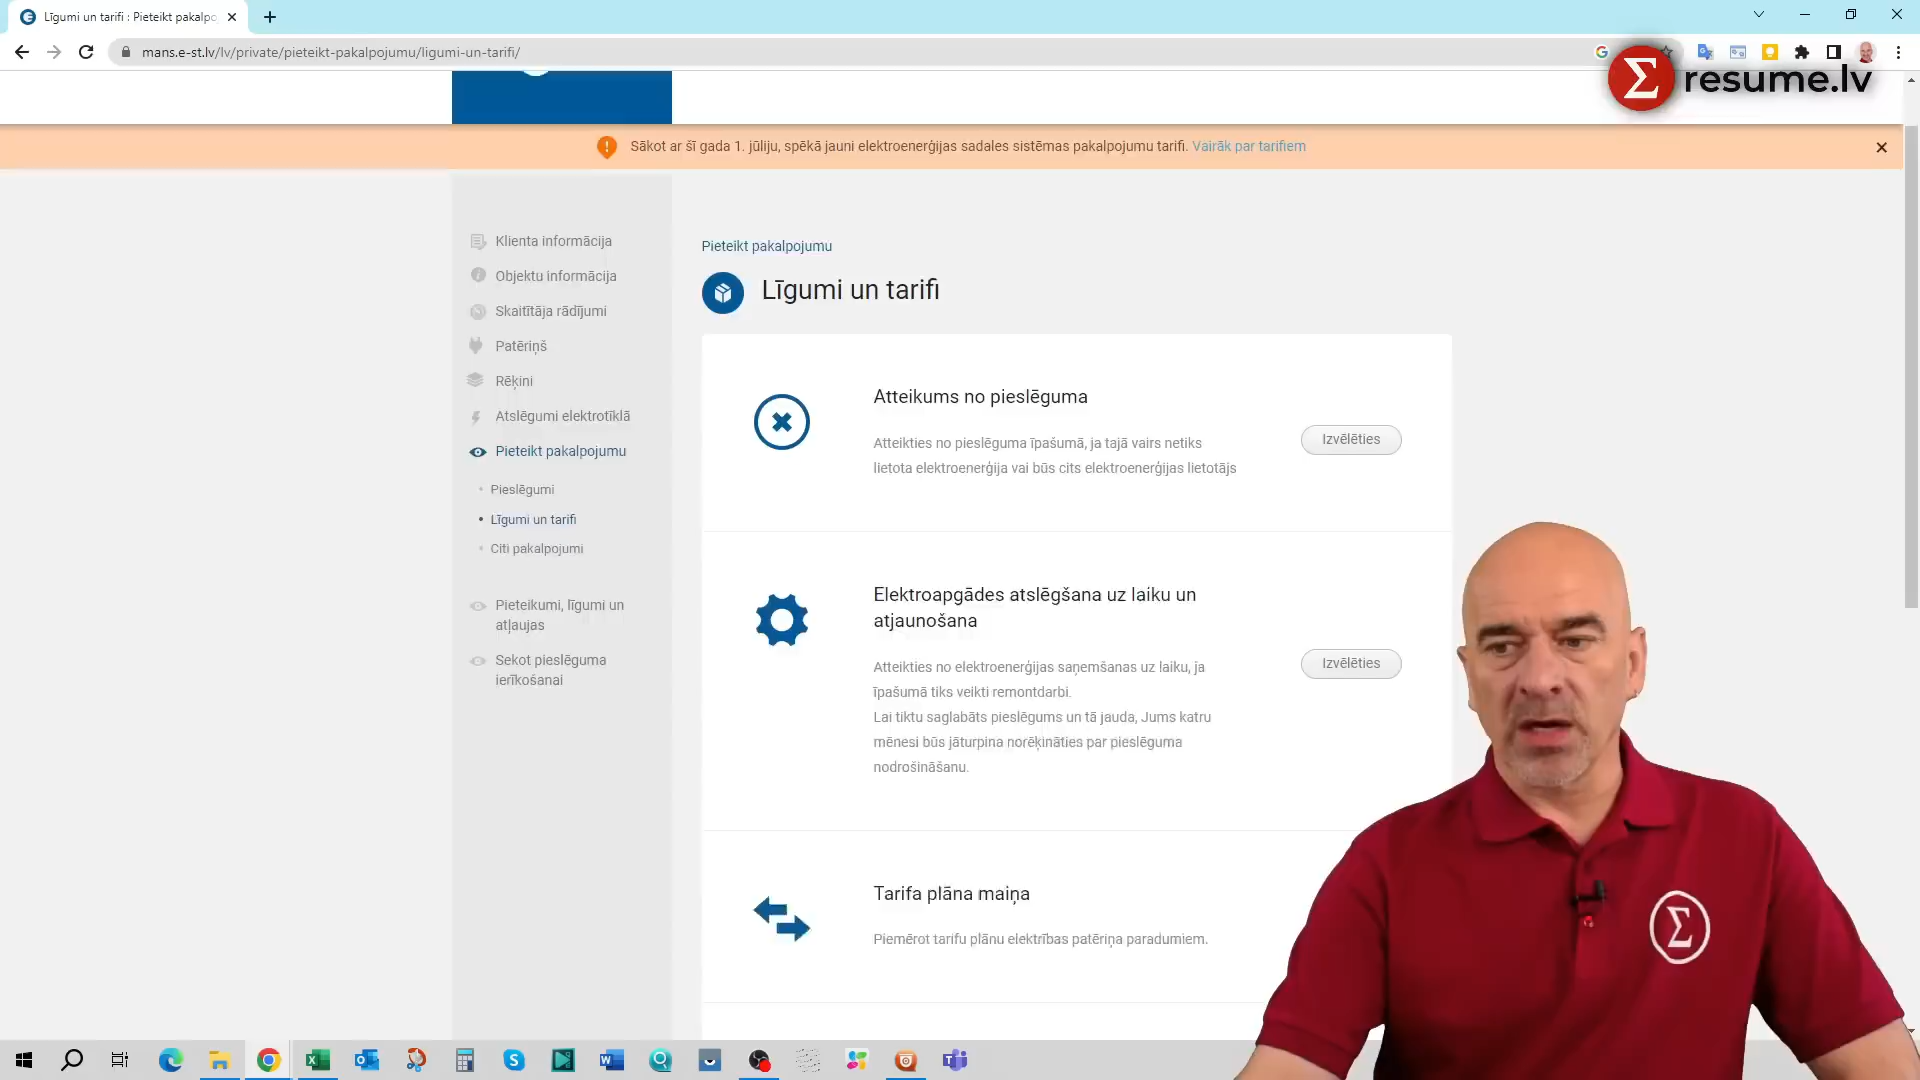 Līgumi un tarifi : Pieteikt pakalpo
mans.e-st.lv/lv/private/pieteikt-pakalpojumu/ligumi-un-tarifi/
Σ resume.lv
Sākot ar šī gada 1. jūliju, spēkā jauni elektroenerģijas sadales sistēmas pakalpojumu tarifi. Vairāk par tarifiem
Klienta informācija
Objektu informācija
Skaitītāja rādījumi
Patēriņš
Rēķini
Atslēgumi elektrotīklā
Pieteikt pakalpojumu
Pieslēgumi
Līgumi un tarifi
Citi pakalpojumi
Pieteikumi, līgumi un
atļaujas
Sekot pieslēguma
ierīkošanai
Pieteikt pakalpojumu
Līgumi un tarifi
Atteikums no pieslēguma
Atteikties no pieslēguma īpašumā, ja tajā vairs netiks
lietota elektroenerģija vai būs cits elektroenerģijas lietotājs
Izvēlēties
Elektroapgādes atslēgšana uz laiku un
atjaunošana
Atteikties no elektroenerģijas saņemšanas uz laiku, ja
īpašumā tiks veikti remontdarbi.
Lai tiktu saglabāts pieslēgums un tā jauda, Jums katru
mēnesi būs jāturpina norēķināties par pieslēguma
nodrošināšanu.
Izvēlēties
Tarifa plāna maiņa
Piemērot tarifu plānu elektrības patēriņa paradumiem.
Σ